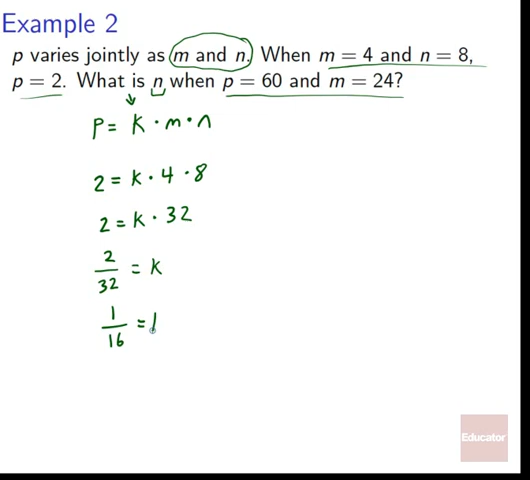 Example 2
p varies jointly as m and n. When m = 4 and n = 8,
p = 2. What is n when p = 60 and m = 24?
P = K · m · n
2 = K · 4 · 8
2 = K · 32
2/32 = K
1/16 =
Educator